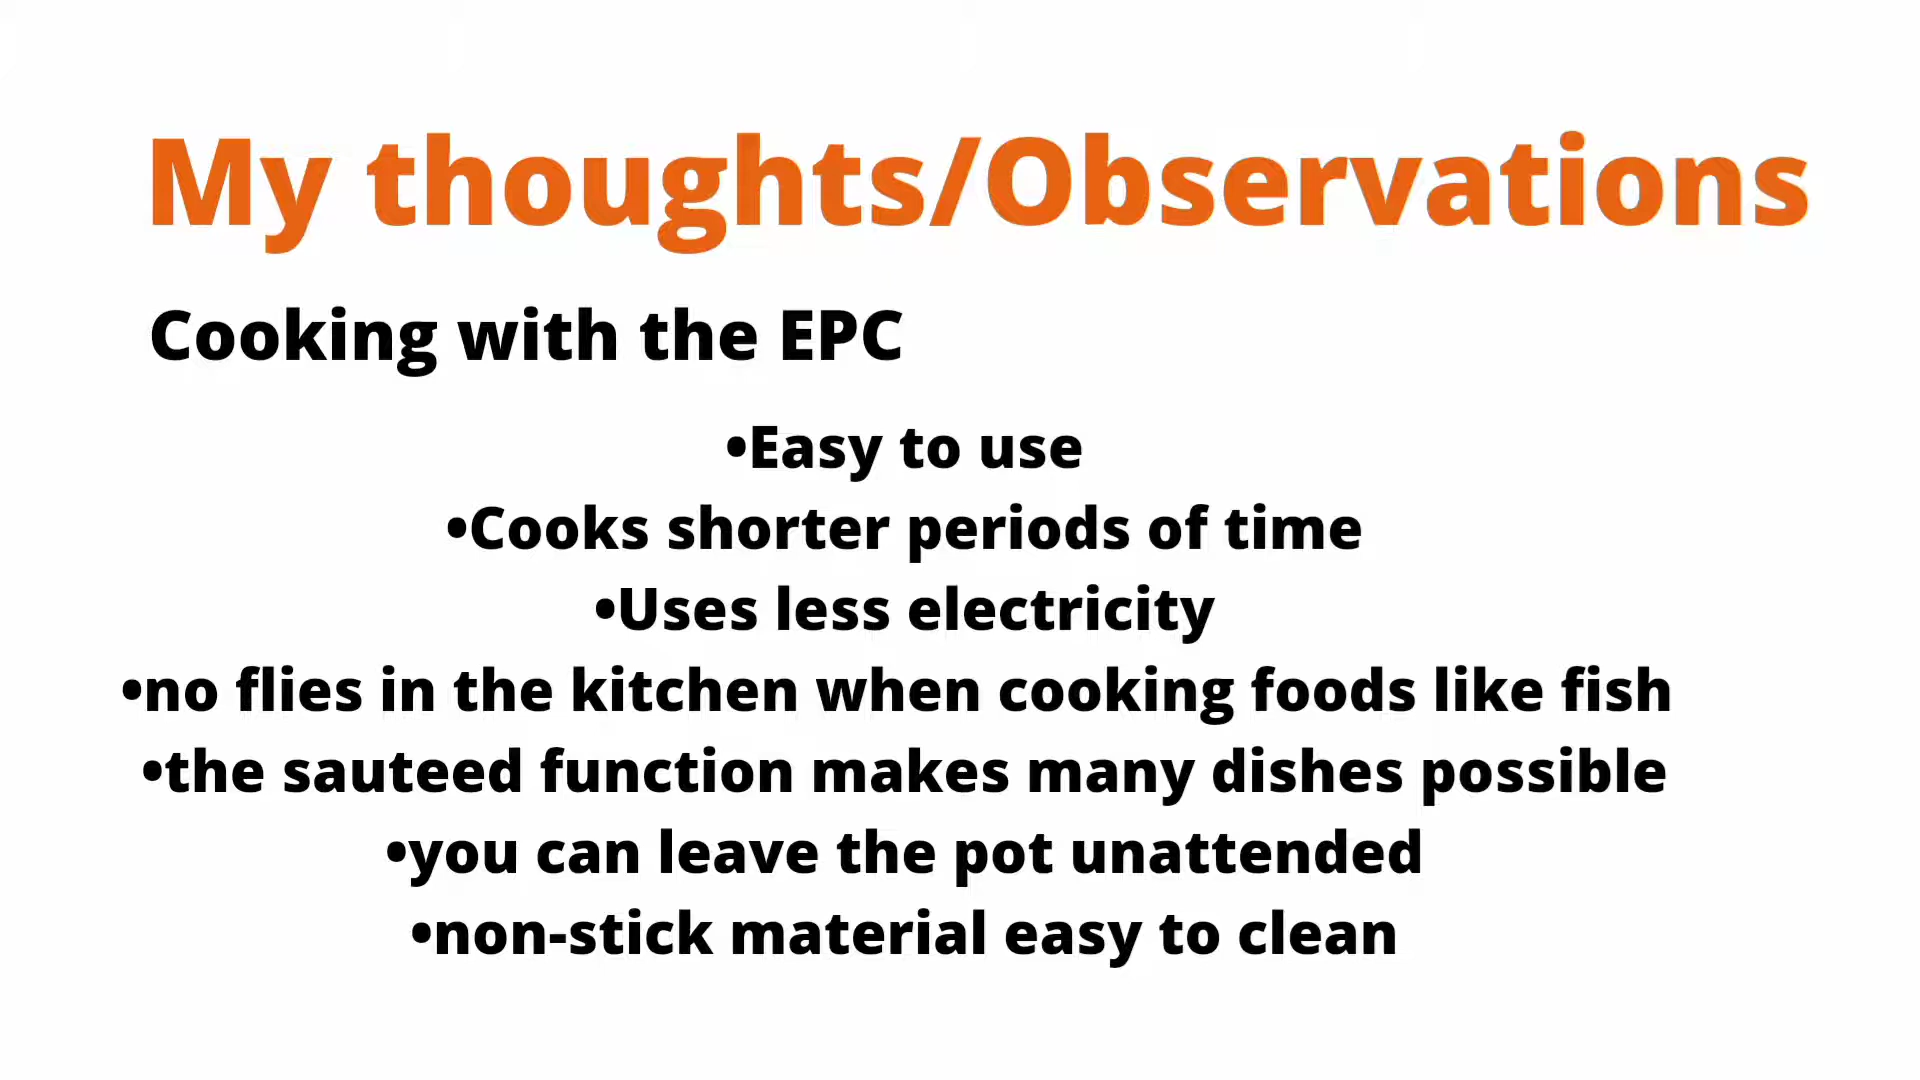 My thoughts/Observations
Cooking with the EPC
•Easy to use
•Cooks shorter periods of time
•Uses less electricity
•no flies in the kitchen when cooking foods like fish
•the sauteed function makes many dishes possible
•you can leave the pot unattended
•non-stick material easy to clean